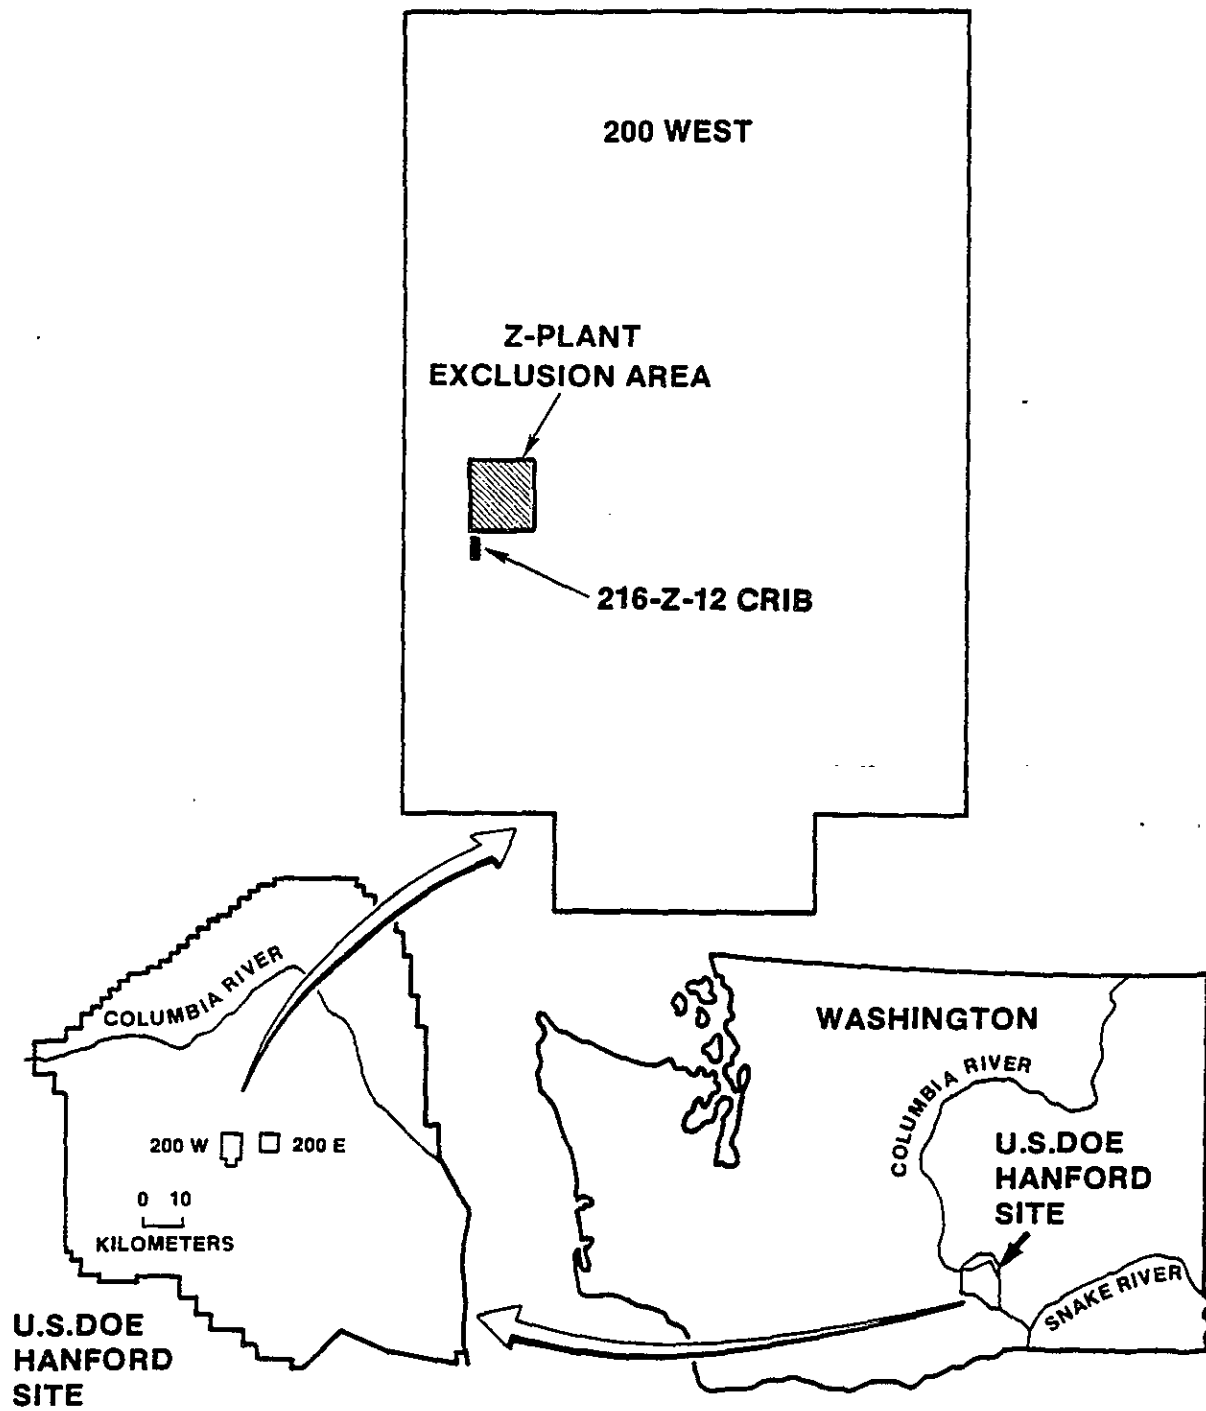 200 WEST
Z-PLANT
EXCLUSION AREA
216-Z-12 CRIB
COLUMBIA RIVER
200 W
200 E
0 10
KILOMETERS
U.S.DOE
HANFORD
SITE
WASHINGTON
COLUMBIA RIVER
U.S.DOE
HANFORD
SITE
SNAKE RIVER